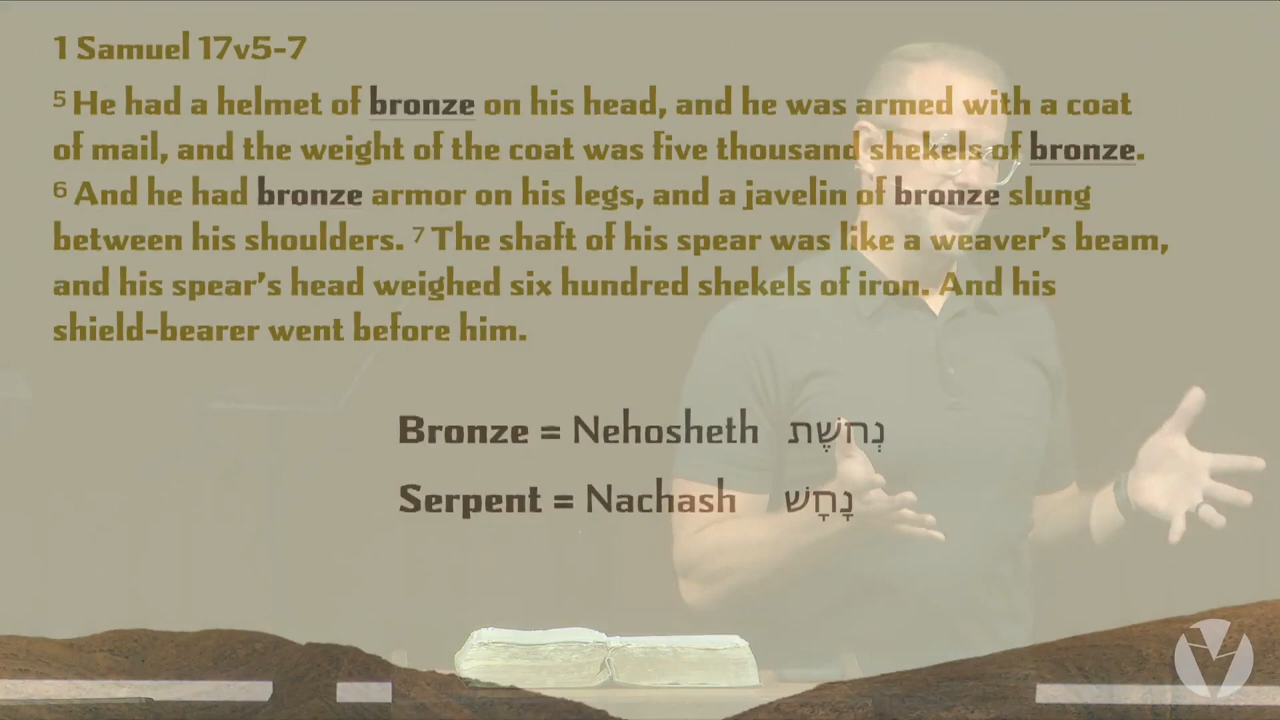 1 Samuel 17v5-7
5 He had a helmet of bronze on his head, and he was armed with a coat
of mail, and the weight of the coat was five thousand shekels of bronze.
6 And he had bronze armor on his legs, and a javelin of bronze slung
between his shoulders. 7 The shaft of his spear was like a weaver’s beam,
and his spear’s head weighed six hundred shekels of iron. And his
shield-bearer went before him.
Bronze = Nehosheth נְחֹשֶׁת
Serpent = Nachash נָחָשׁ